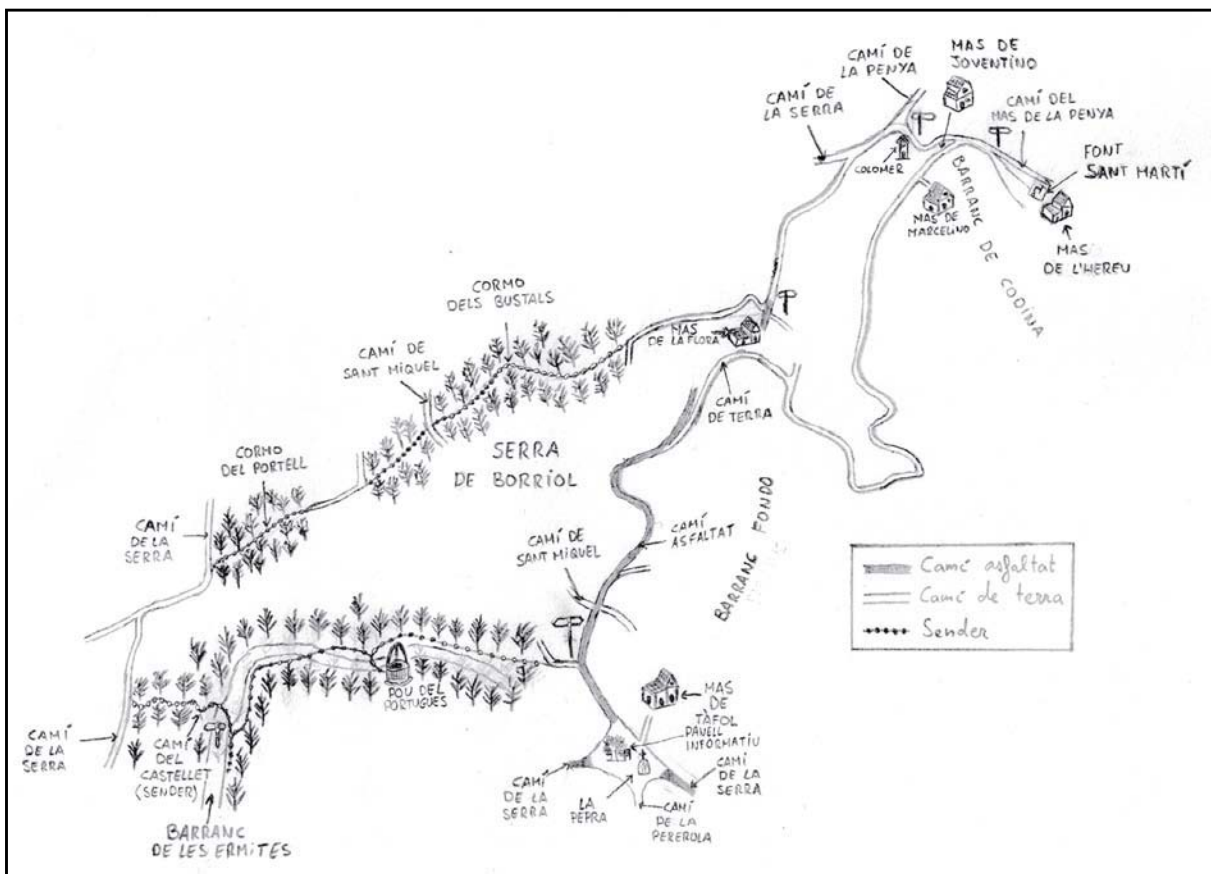 CAMÍ DE
LA PENYA
MAS DE
JOVENTINO
CAMÍ DE
LA SERRA
CAMÍ DEL
MAS DE LA PENYA
COLOMER
FONT
SANT MARTÍ
MAS DE
MARCELINO
BARRANC DE CODINA
MAS
DE L'HEREU
CORMO
DELS BUSTALS
MAS
DE LA FLORA
CAMÍ DE
SANT MIQUEL
CAMÍ
DE TERRA
CORMO
DEL PORTELL
SERRA
DE BORRIOL
CAMÍ
DE LA
SERRA
CAMÍ DE
SANT MIQUEL
CAMÍ
ASFALTAT
BARRANC FONDO
Camí asfaltat
Camí de terra
Sender
POU DEL
PORTUGUES
MAS
DE
TÀFOL
PAVELL
INFORMATIU
CAMÍ
DE LA
SERRA
CAMÍ
DEL
CASTELLET
(SENDER)
CAMÍ
DE LA
SERRA
LA
PEDRA
CAMÍ
DE LA
PEREROLA
CAMÍ
DE LA
SERRA
BARRANC
DE LES ERMITES